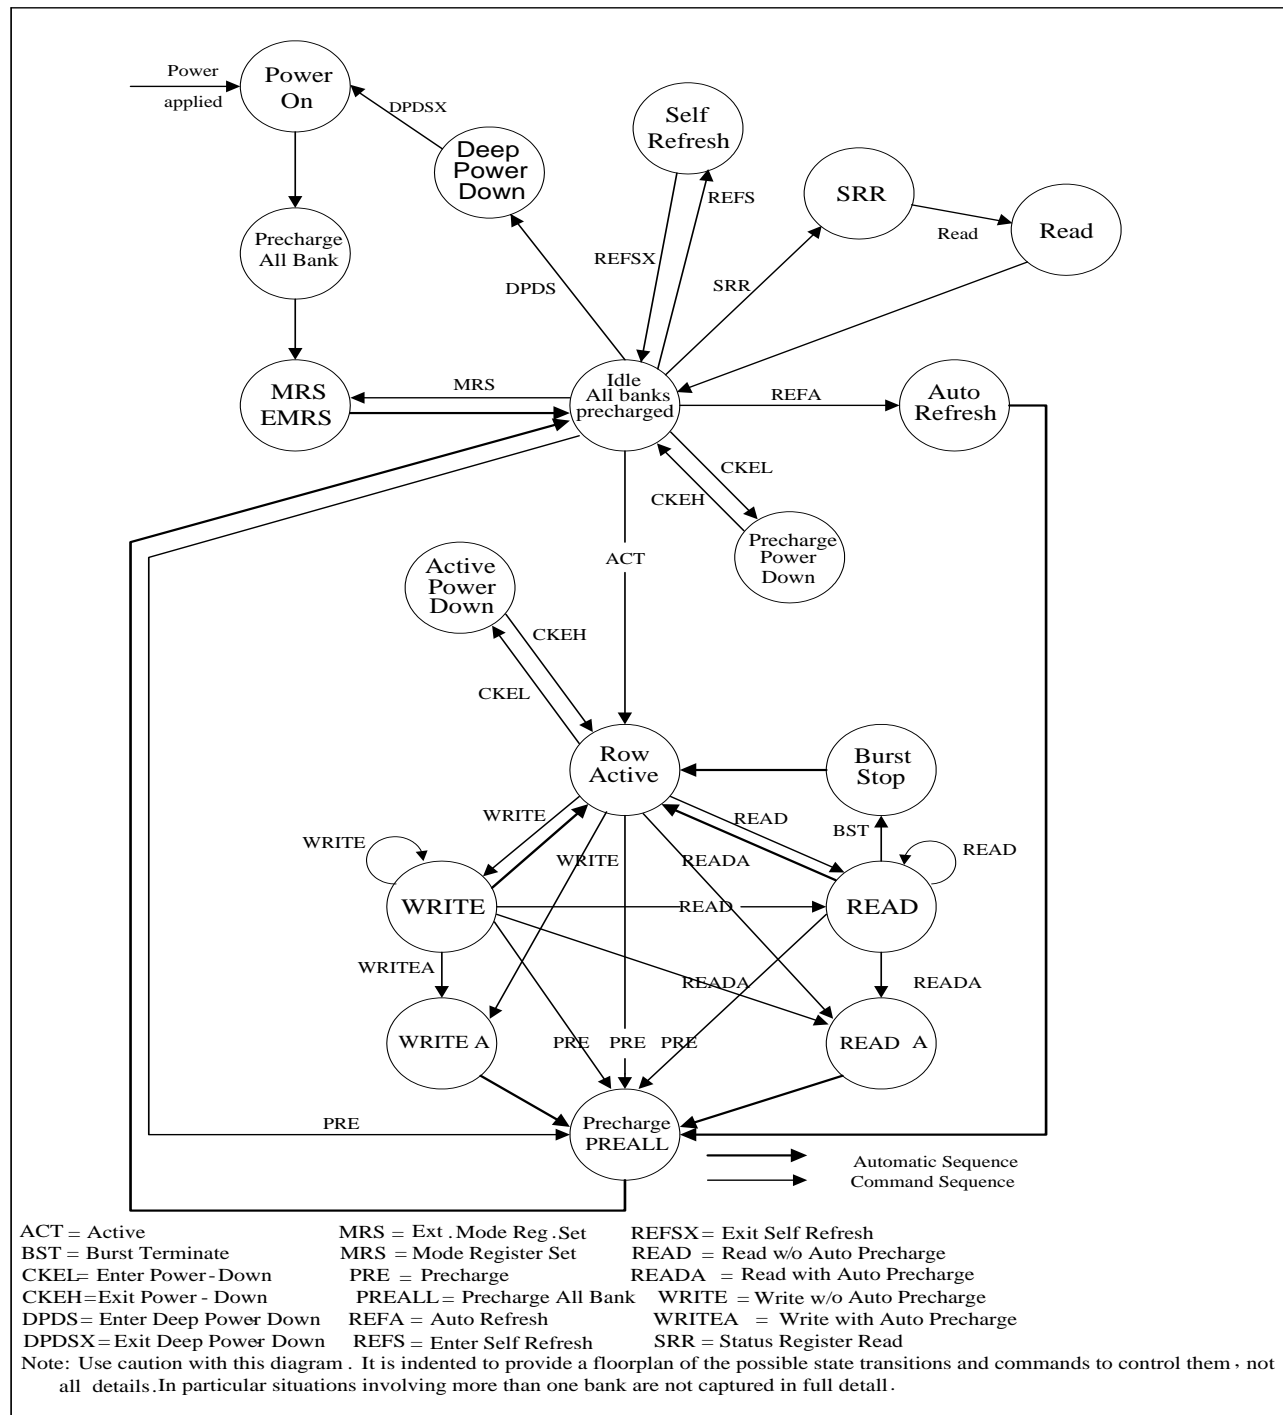 Power
applied
Power
On
DPDSX
Self
Refresh
Deep
Power
Down
SRR
REFS
Read
Read
Precharge
All Bank
REFSX
DPDS
SRR
MRS
EMRS
MRS
Idle
All banks
precharged
REFA
Auto
Refresh
CKEL
CKEH
Precharge
Power
Down
ACT
Active
Power
Down
CKEH
CKEL
Row
Active
Burst
Stop
WRITE
READ
BST
WRITE
READ
WRITE
READA
WRITE
READ
READ
WRITEA
READA
READA
WRITE A
PRE
PRE
PRE
READ A
PRE
Precharge
PREALL
Automatic Sequence
Command Sequence
ACT = Active MRS = Ext . Mode Reg . Set REFSX = Exit Self Refresh
BST = Burst Terminate MRS = Mode Register Set READ = Read w/o Auto Precharge
CKEL= Enter Power - Down PRE = Precharge READA = Read with Auto Precharge
CKEH=Exit Power - Down PREALL = Precharge All Bank WRITE = Write w/o Auto Precharge
DPDS = Enter Deep Power Down REFA = Auto Refresh WRITEA = Write with Auto Precharge
DPDSX = Exit Deep Power Down REFS = Enter Self Refresh SRR = Status Register Read
Note: Use caution with this diagram . It is indented to provide a floorplan of the possible state transitions and commands to control them , not
all details . In particular situations involving more than one bank are not captured in full detall .